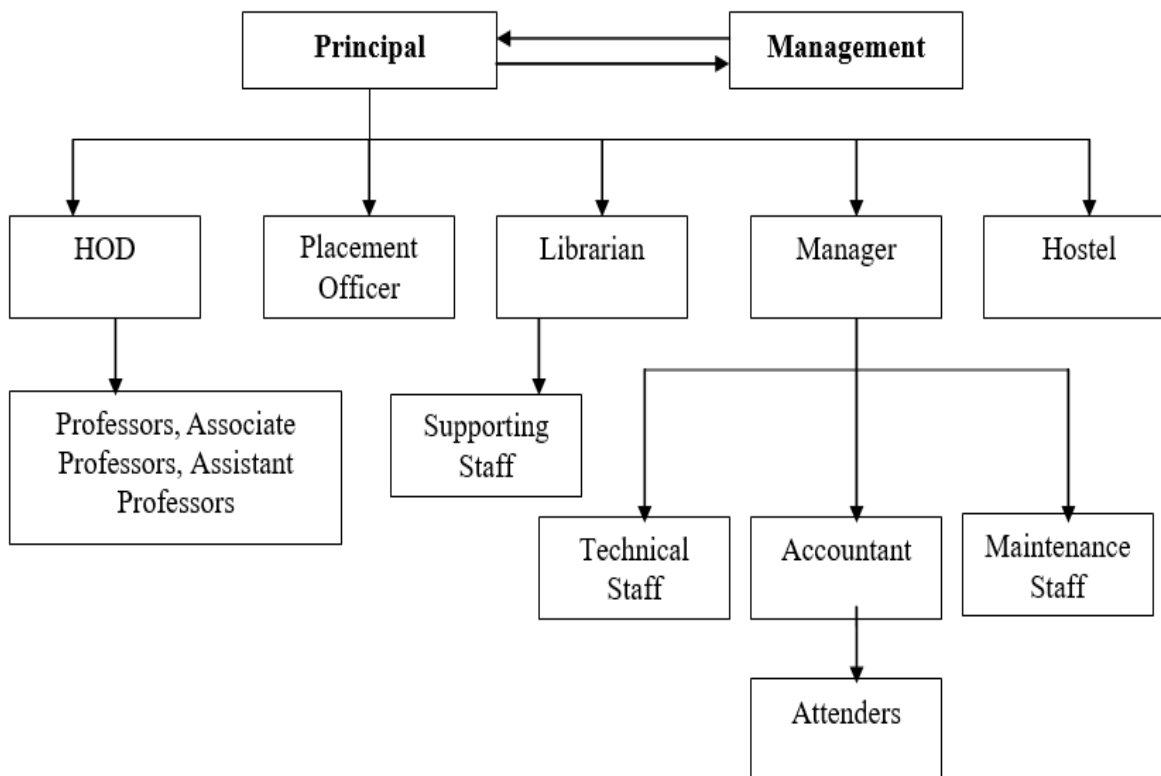 Principal
Management
HOD
Placement
Officer
Librarian
Manager
Hostel
Professors, Associate
Professors, Assistant
Professors
Supporting
Staff
Technical
Staff
Accountant
Maintenance
Staff
Attenders